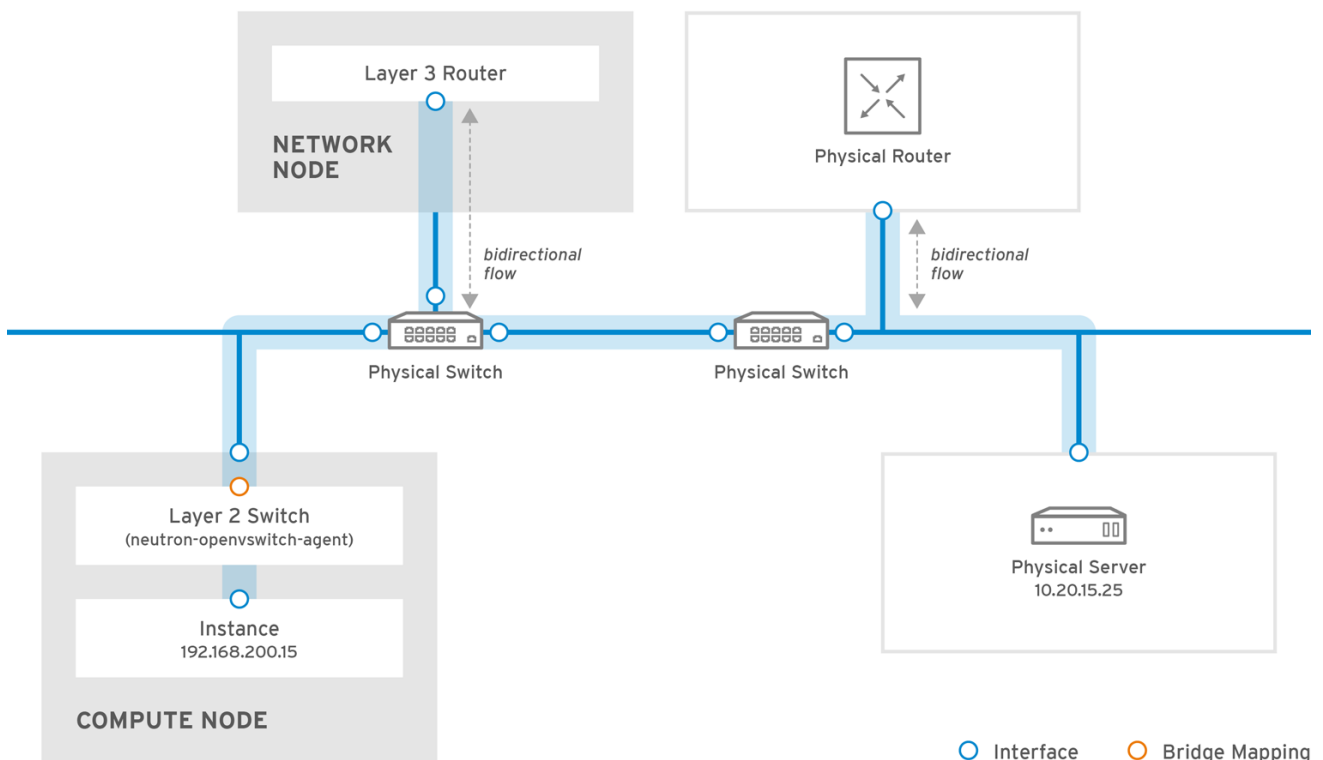 Layer 3 Router
NETWORK
NODE
Physical Router
bidirectional
flow
bidirectional
flow
Physical Switch
Physical Switch
Layer 2 Switch
(neutron-openvswitch-agent)
Instance
192.168.200.15
COMPUTE NODE
Physical Server
10.20.15.25
Interface
Bridge Mapping